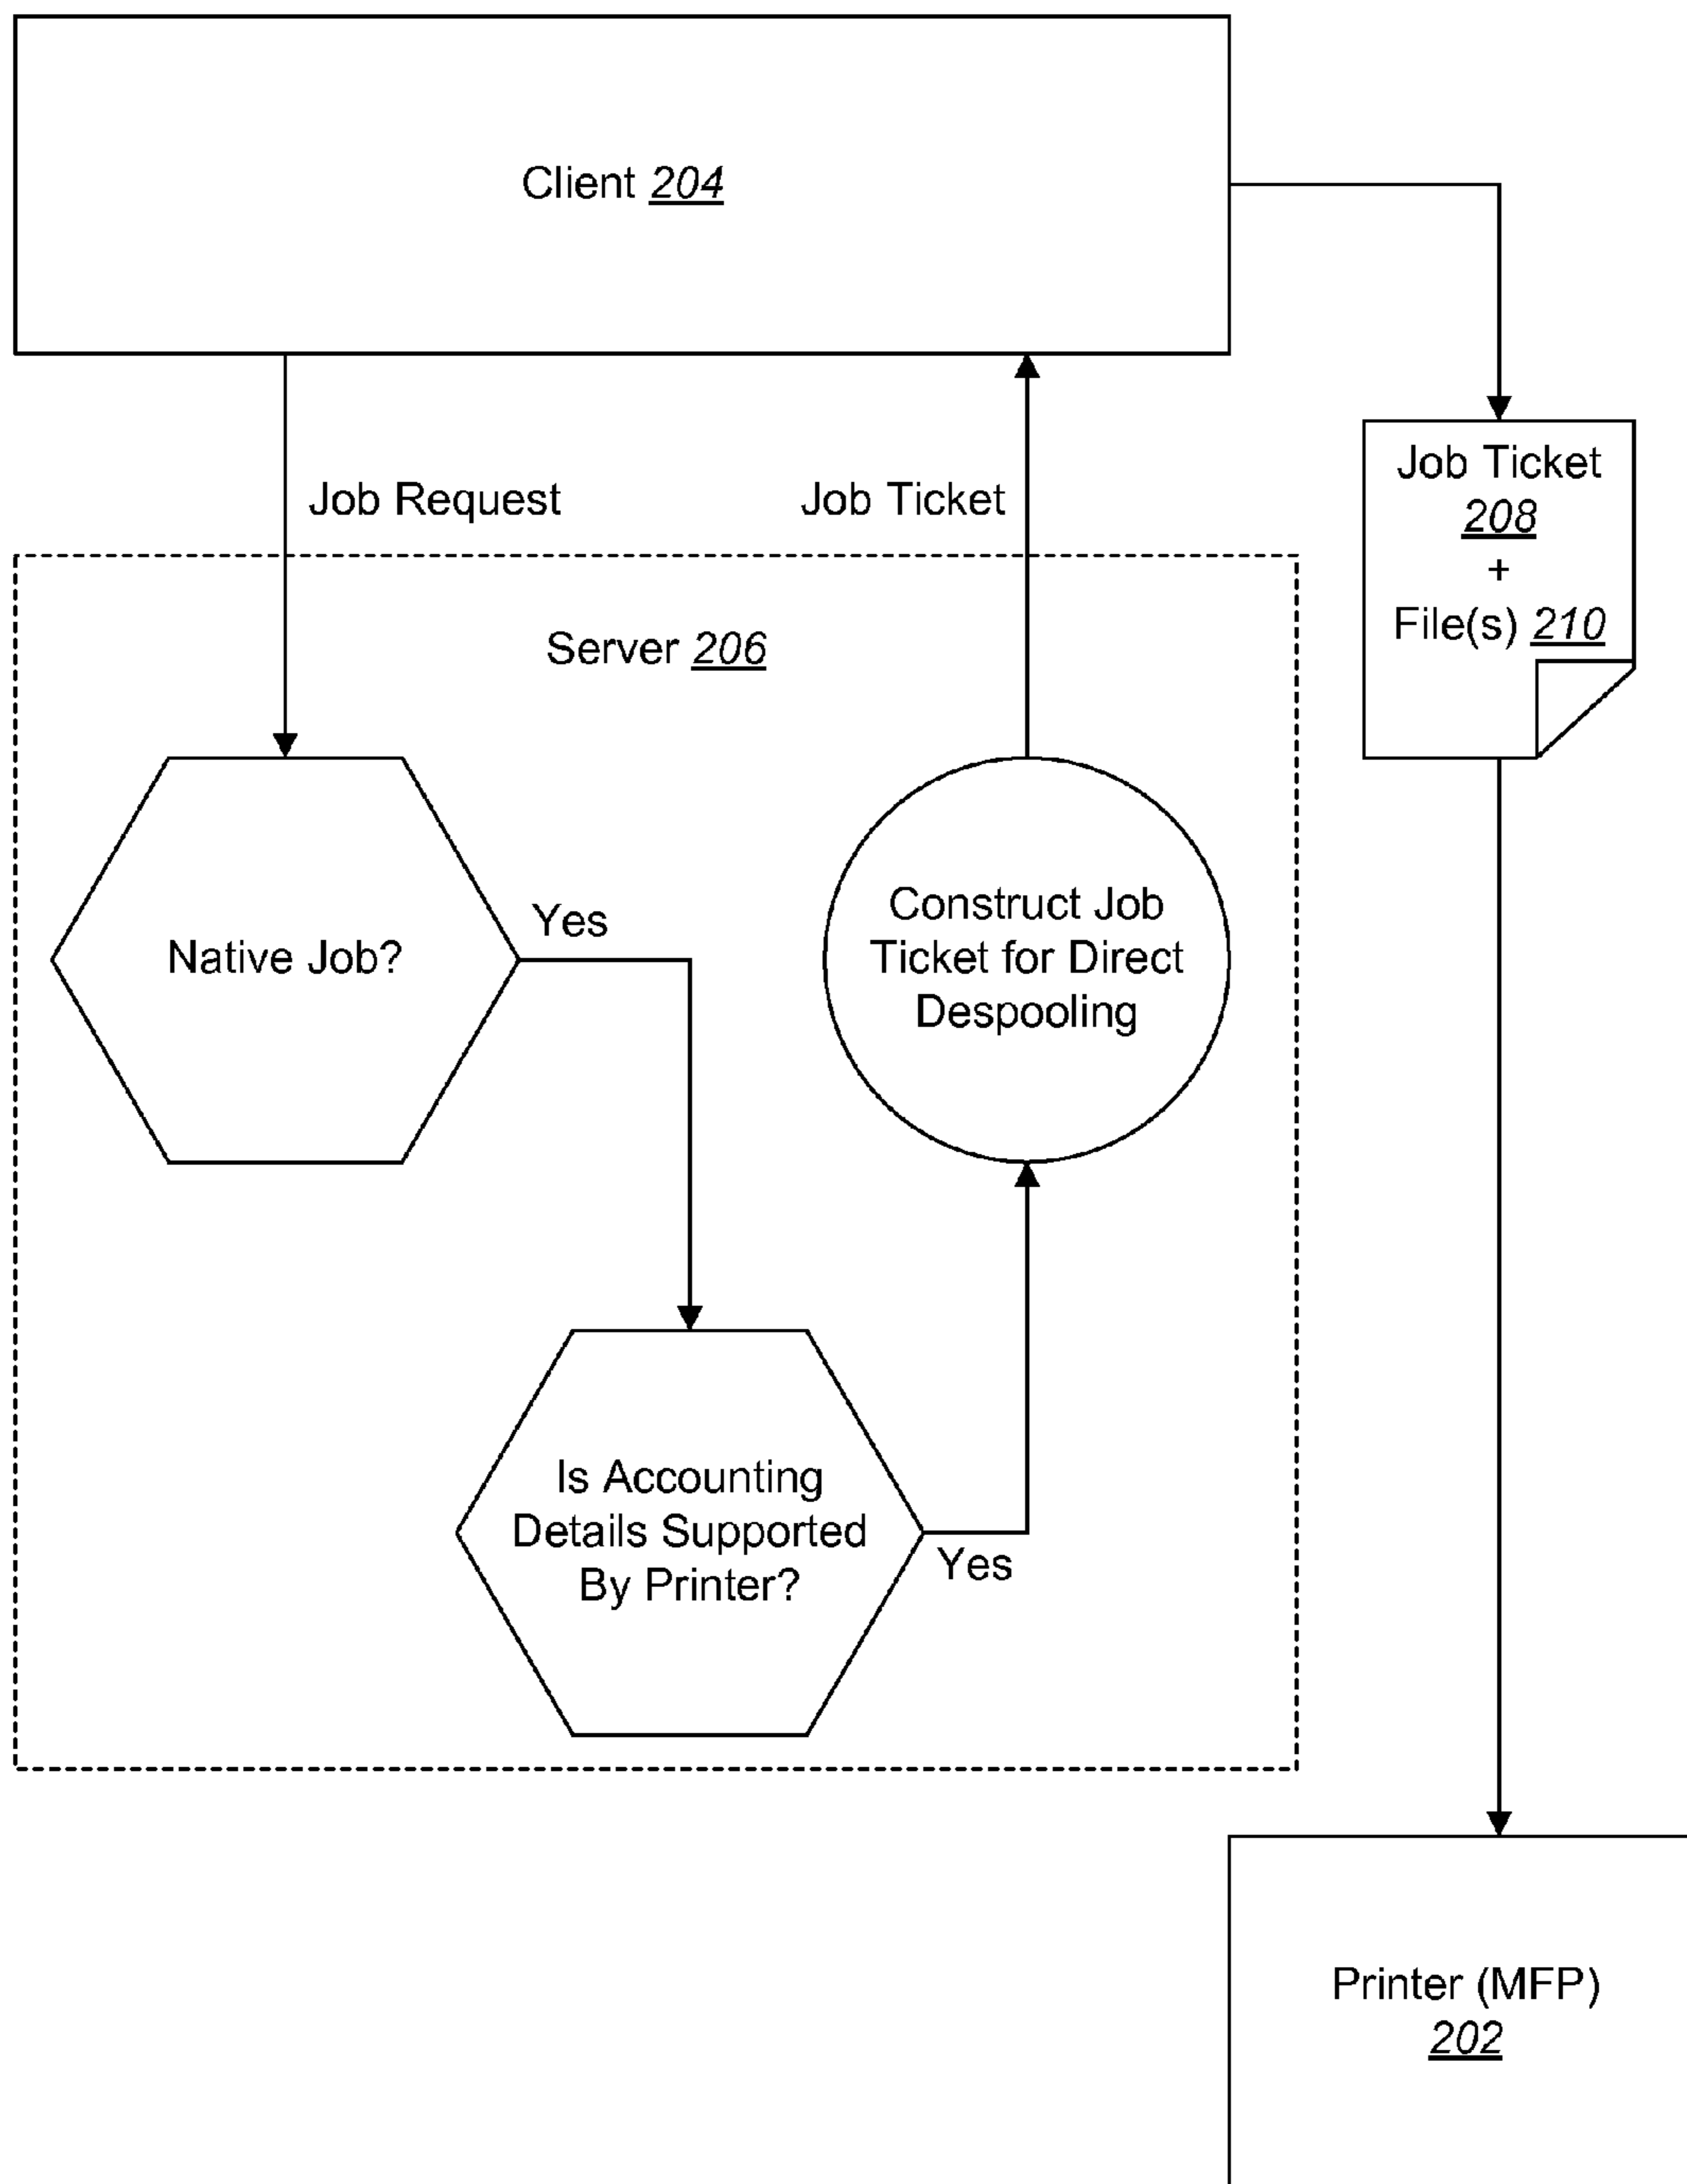 Client 204
Job Request
Job Ticket
Job Ticket
208
+
File(s) 210
Server 206
Native Job?
Yes
Construct Job
Ticket for Direct
Despooling
Is Accounting
Details Supported
By Printer?
Yes
Printer (MFP)
202